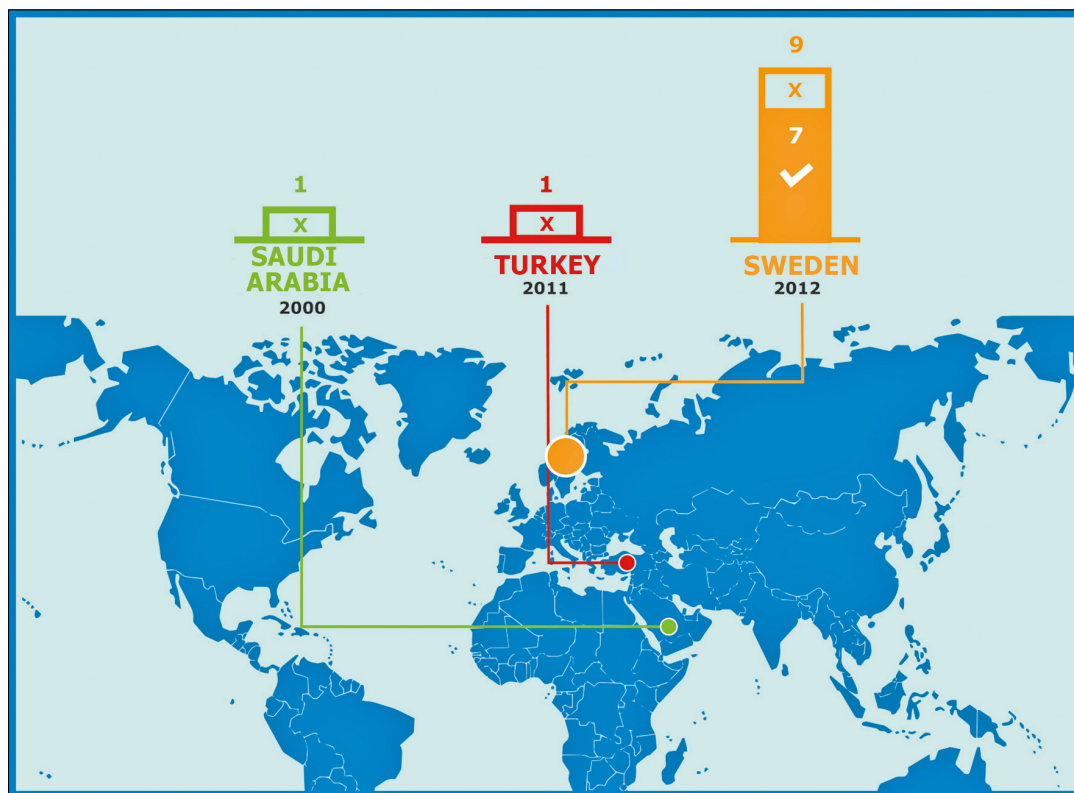 1
X
SAUDI
ARABIA
2000
1
X
TURKEY
2011
9
X
7
SWEDEN
2012